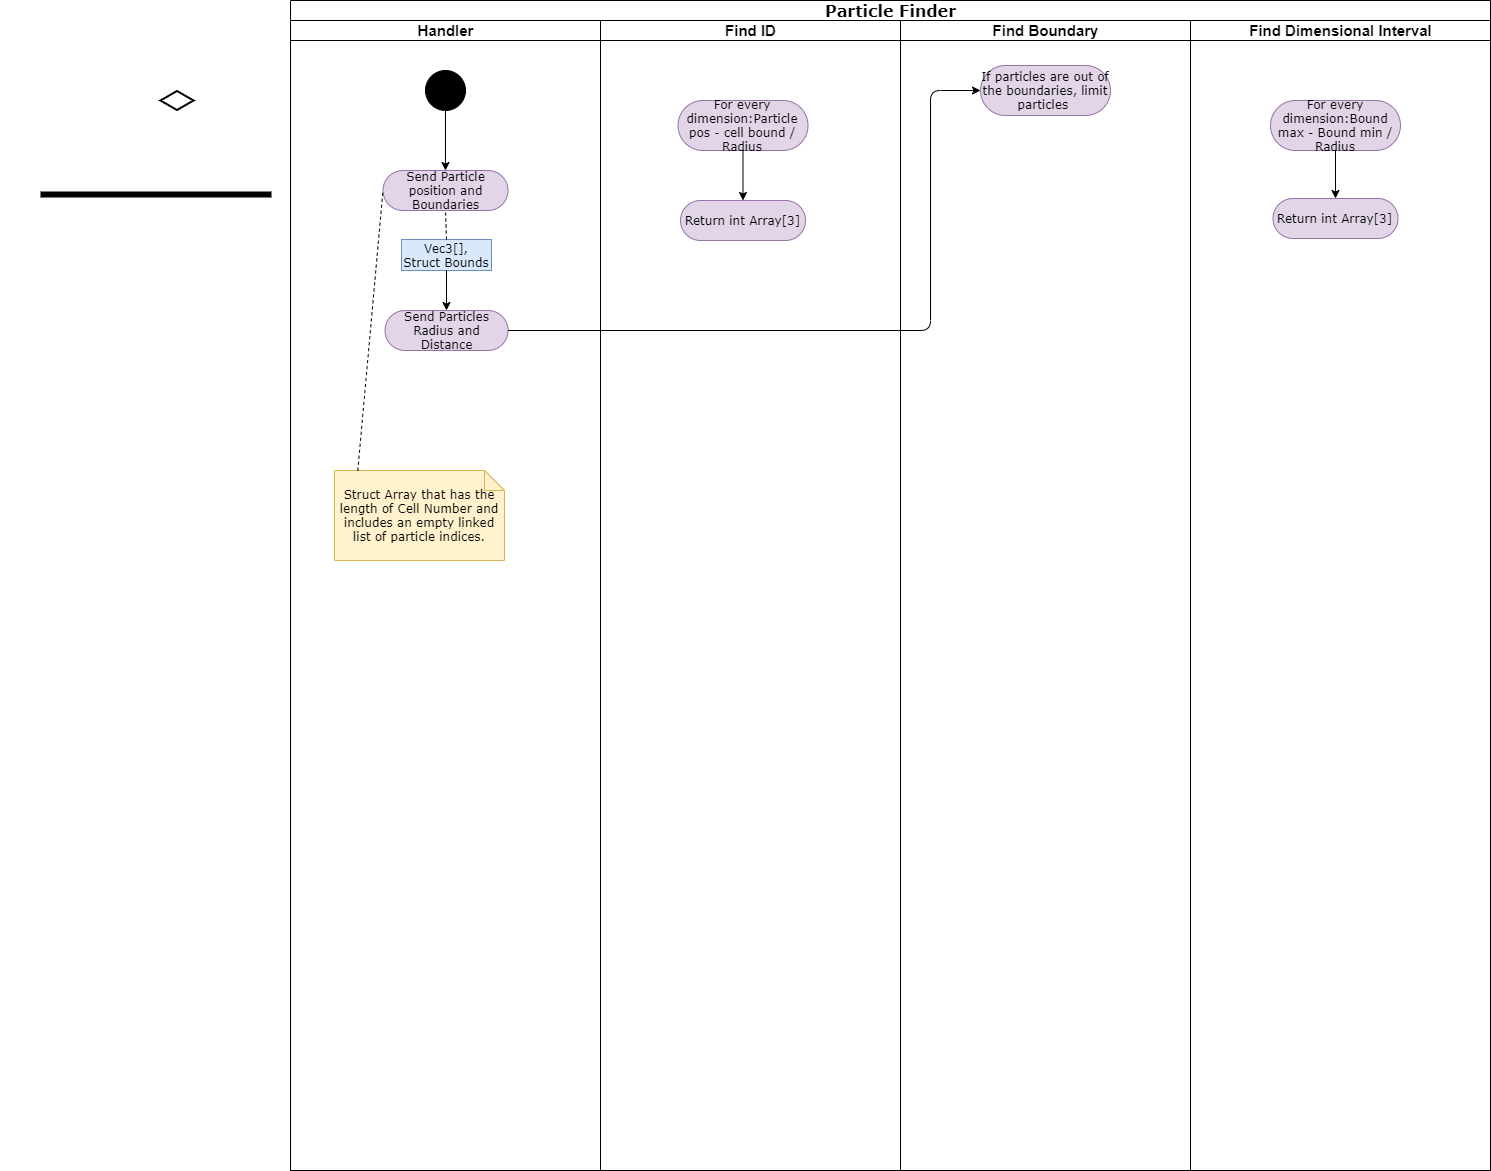 Particle Finder
Handler
Find ID
Find Boundary
Find Dimensional Interval
Send Particle
position and
Boundaries
Vec3[],
Struct Bounds
Send Particles
Radius and
Distance
Struct Array that has the
length of Cell Number and
includes an empty linked
list of particle indices.
For every
dimension:Particle
pos - cell bound /
Radius
Return int Array[3]
If particles are out of
the boundaries, limit
particles
For every
dimension:Bound
max - Bound min /
Radius
Return int Array[3]